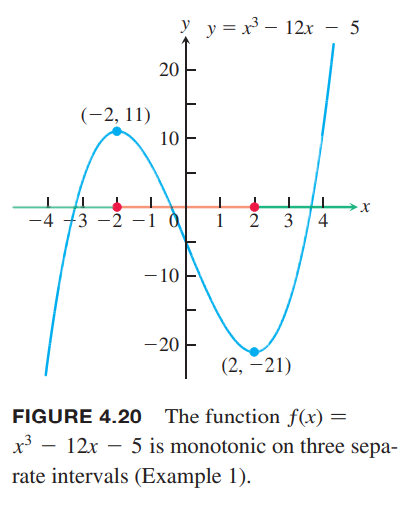 y y = x³ − 12x − 5
20
(−2, 11)
10
−4 −3 −2 −1 0 1 2 3 4 x
−10
−20
(2, −21)
FIGURE 4.20 The function f(x) =
x³ − 12x − 5 is monotonic on three sepa-
rate intervals (Example 1).